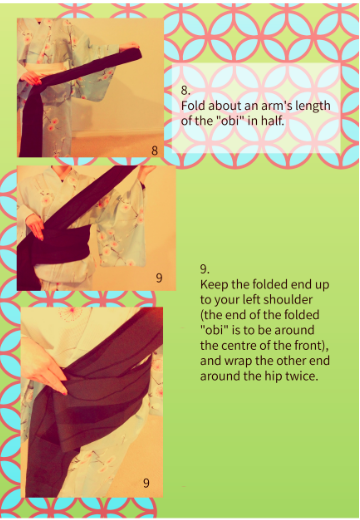 8.
Fold about an arm's length
of the "obi" in half.
8
9
9.
Keep the folded end up
to your left shoulder
(the end of the folded
"obi" is to be around
the centre of the front),
and wrap the other end
around the hip twice.
9